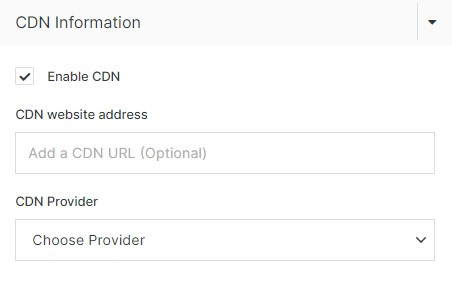 CDN Information
Enable CDN
CDN website address
Add a CDN URL (Optional)
CDN Provider
Choose Provider